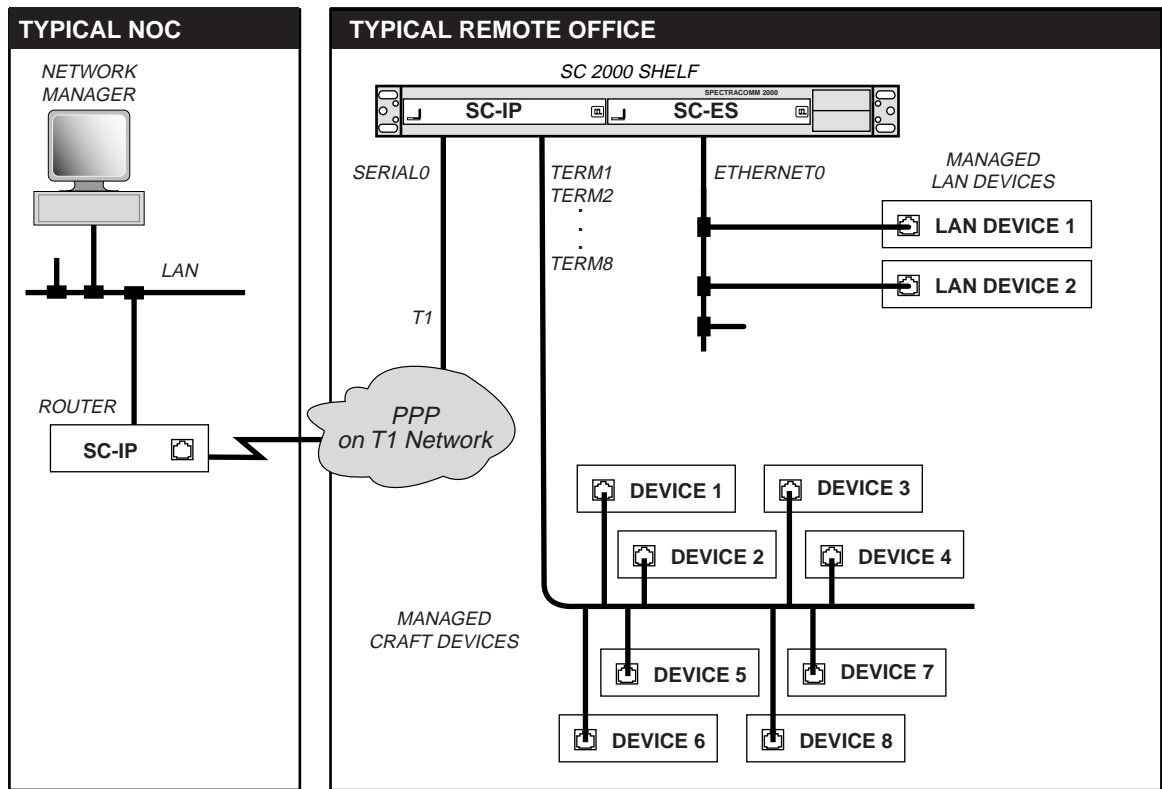 TYPICAL NOC
NETWORK
MANAGER
LAN
ROUTER
SC-IP
TYPICAL REMOTE OFFICE
SC 2000 SHELF
SPECTRACOMM 2000
SC-IP
SC-ES
SERIAL0
TERM1
TERM2
.
.
.
TERM8
ETHERNET0
MANAGED
LAN DEVICES
LAN DEVICE 1
LAN DEVICE 2
T1
PPP
on T1 Network
DEVICE 1
DEVICE 3
DEVICE 2
DEVICE 4
MANAGED
CRAFT DEVICES
DEVICE 5
DEVICE 7
DEVICE 6
DEVICE 8